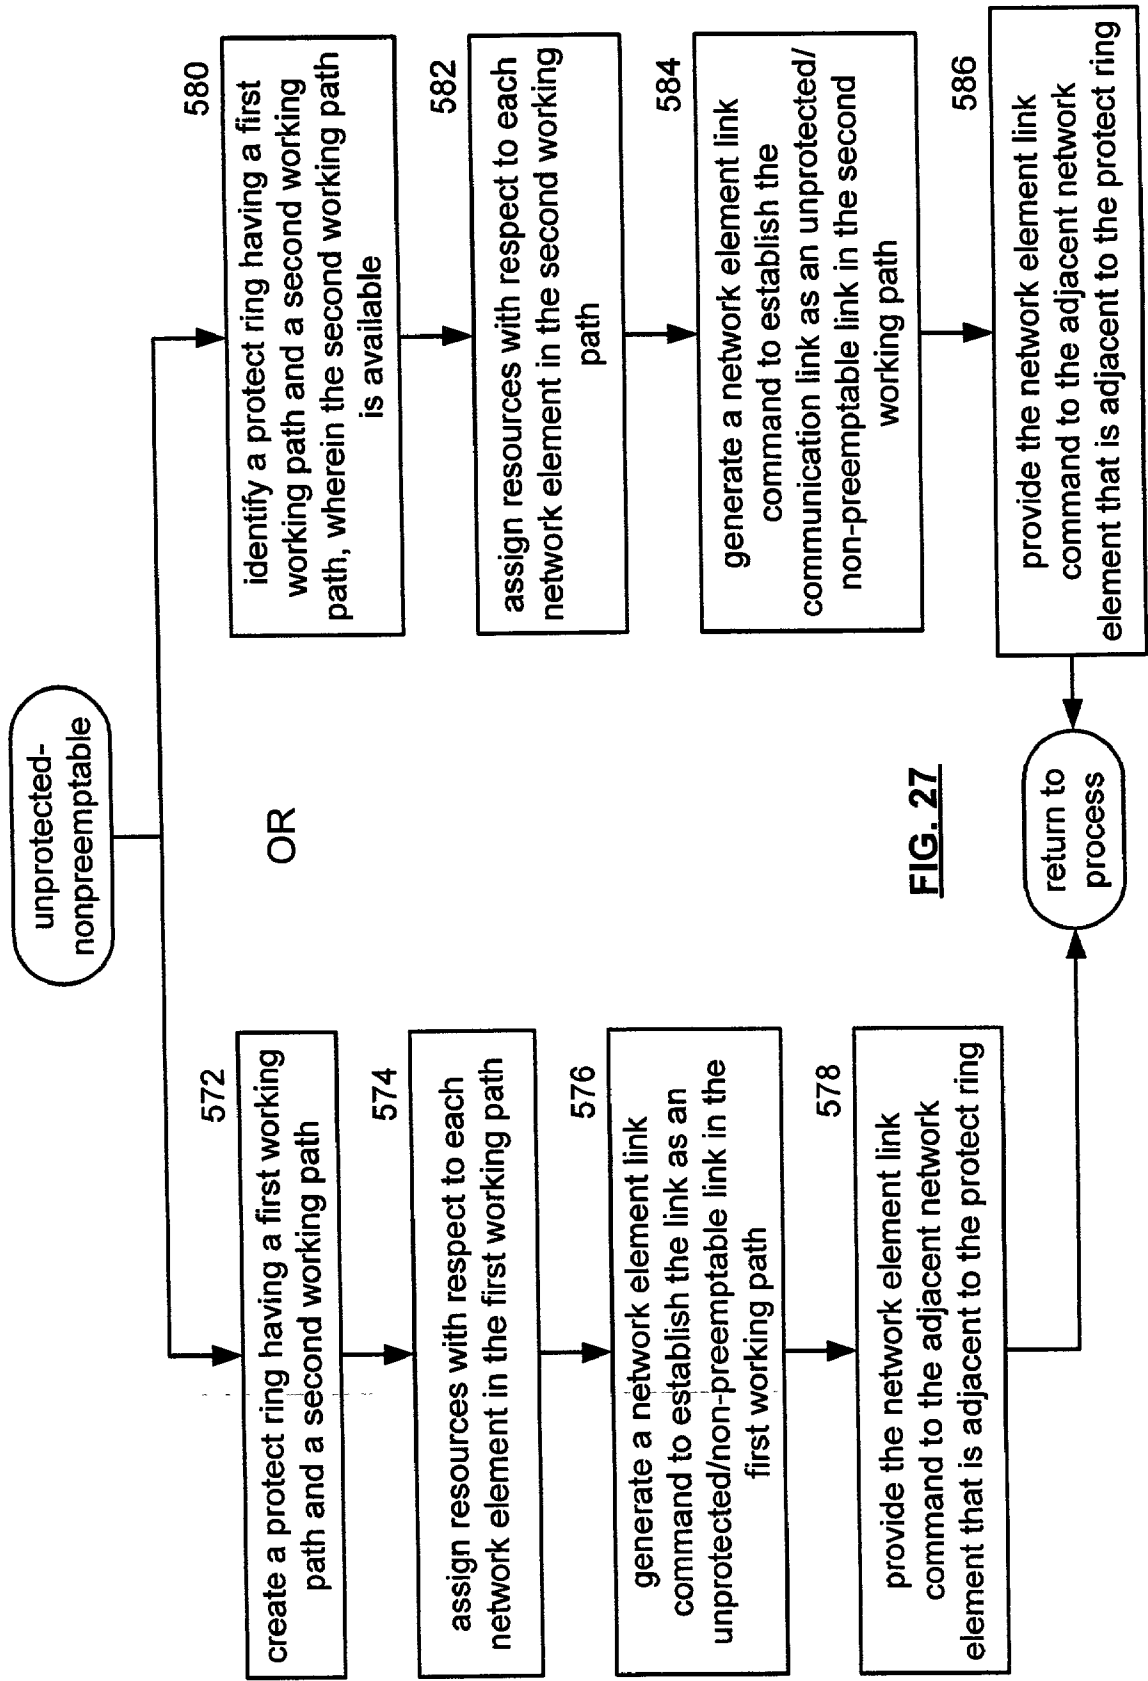 unprotected-
nonpreemptable
OR
572
create a protect ring having a first working
path and a second working path
574
assign resources with respect to each
network element in the first working path
576
generate a network element link
command to establish the link as an
unprotected/non-preemptable link in the
first working path
578
provide the network element link
command to the adjacent network
element that is adjacent to the protect ring
580
identify a protect ring having a first
working path and a second working
path, wherein the second working path
is available
582
assign resources with respect to each
network element in the second working
path
584
generate a network element link
command to establish the
communication link as an unprotected/
non-preemptable link in the second
working path
586
provide the network element link
command to the adjacent network
element that is adjacent to the protect ring
return to
process
FIG. 27